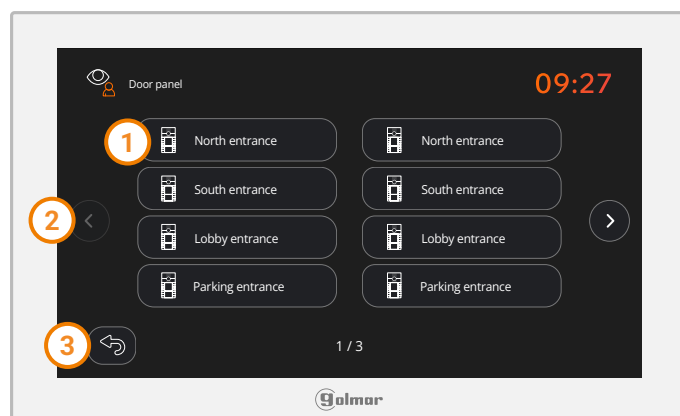 Door panel
09:27
1
North entrance
North entrance
South entrance
South entrance
2
Lobby entrance
Lobby entrance
Parking entrance
Parking entrance
3
1 / 3
golmar